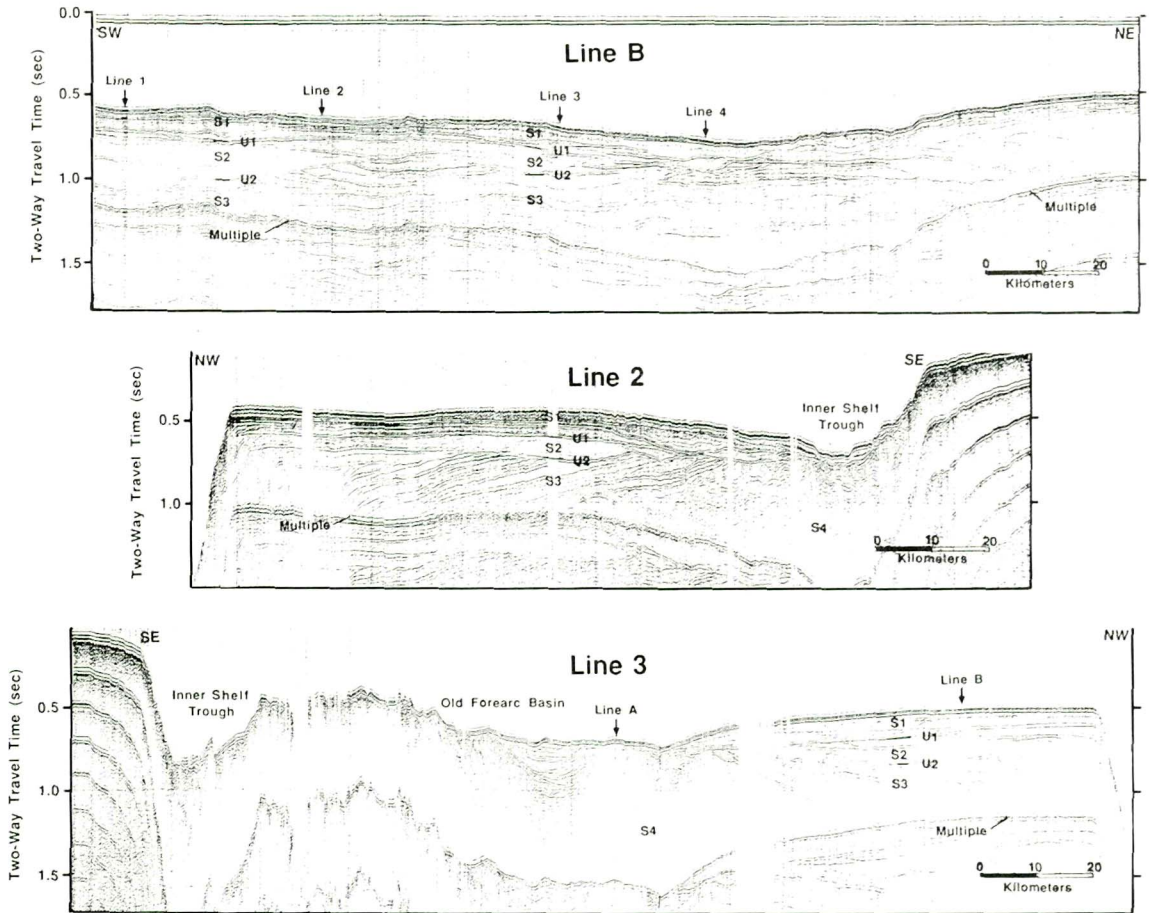 0.0
SW
Line B
NE
Two-Way Travel Time (sec)
Line 1
Line 2
Line 3
Line 4
0.5
S1
S1
U1
U1
S2
S2
U2
U2
1.0
S3
S3
Multiple
Multiple
1.5
0 10 20
Kilometers
NW
Line 2
SE
Two-Way Travel Time (sec)
0.5
Inner Shelf
Trough
S1
U1
S2
U2
S3
1.0
Multiple
S4
0 10 20
Kilometers
SE
Line 3
NW
Two-Way Travel Time (sec)
Inner Shelf
Trough
Old Forearc Basin
Line A
Line B
0.5
S1
U1
S2
U2
S3
1.0
S4
Multiple
1.5
0 10 20
Kilometers